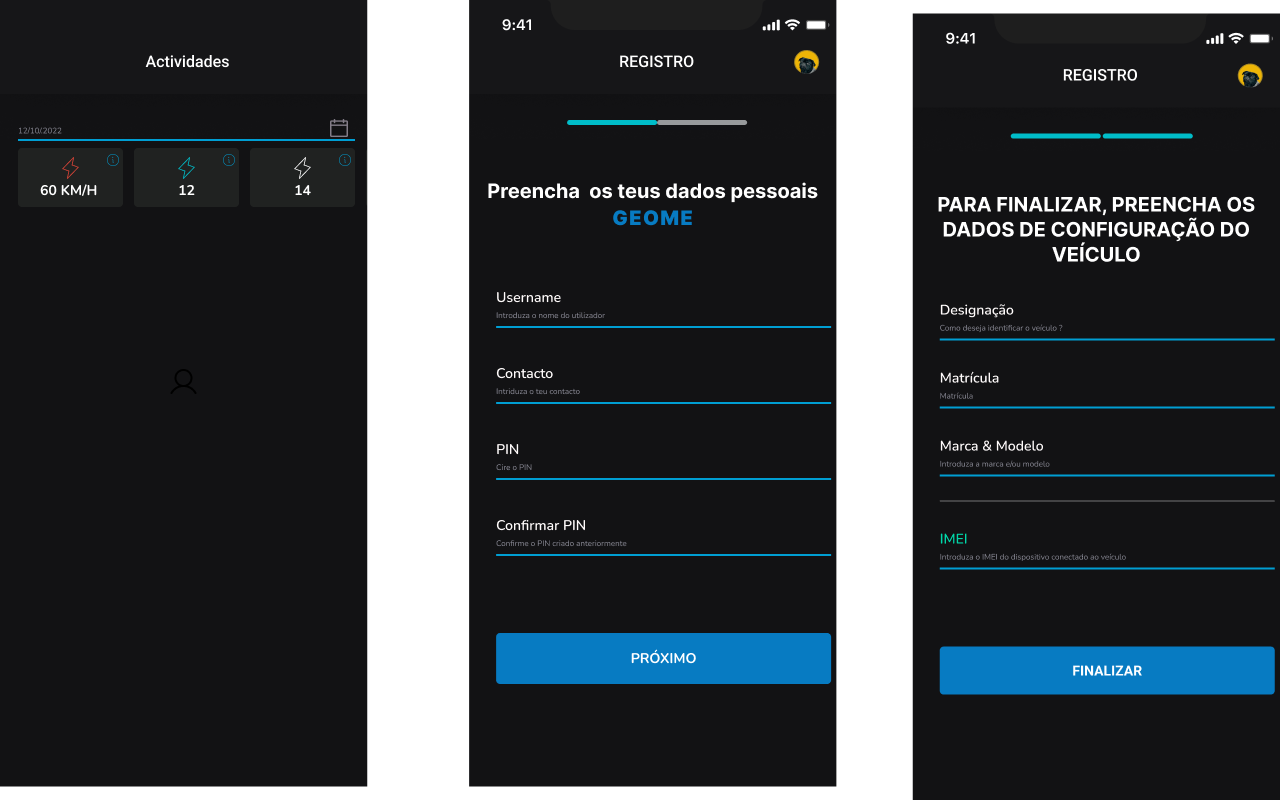 Actividades
12/10/2022
60 KM/H
12
14
9:41
REGISTRO
Preencha os teus dados pessoais
GEOME
Username
Introduza o nome do utilizador
Contacto
Intriduza o teu contacto
PIN
Cire o PIN
Confirmar PIN
Confirme o PIN criado anteriormente
PRÓXIMO
9:41
REGISTRO
PARA FINALIZAR, PREENCHA OS
DADOS DE CONFIGURAÇÃO DO
VEÍCULO
Designação
Como deseja identificar o veículo ?
Matrícula
Matrícula
Marca & Modelo
Introduza a marca e/ou modelo
IMEI
Introduza o IMEI do dispositivo conectado ao veículo
FINALIZAR